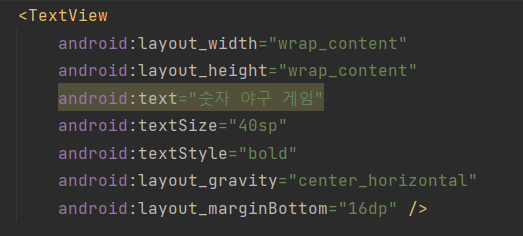 <TextView
android:layout_width="wrap_content"
android:layout_height="wrap_content"
android:text="숫자 야구 게임"
android:textSize="40sp"
android:textStyle="bold"
android:layout_gravity="center_horizontal"
android:layout_marginBottom="16dp" />